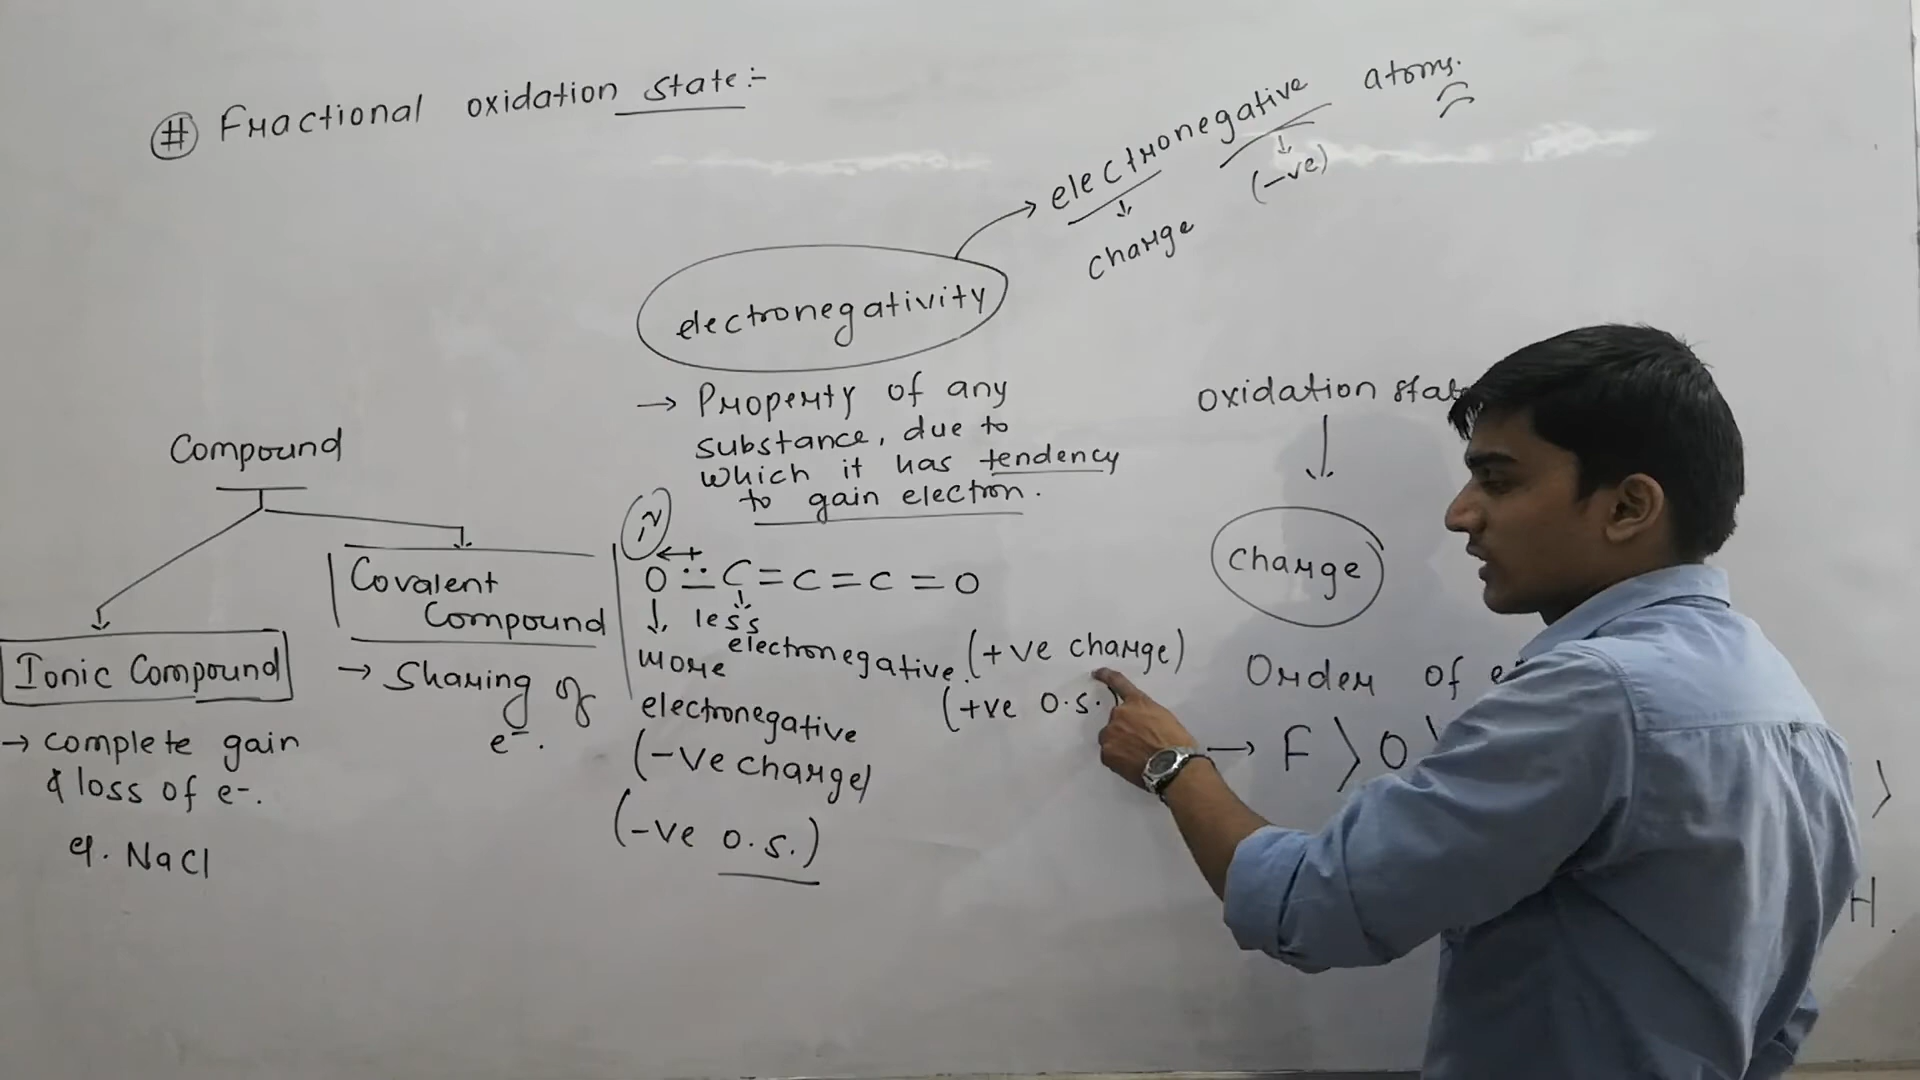 # Fractional oxidation state :-
electronegative atoms.
↓ ↓
charge (-ve)
electronegativity
→ Property of any
substance, due to
which it has tendency
to gain electron.
Compound
Ionic Compound
→ complete gain
& loss of e-.
eg. NaCl
Covalent
Compound
→ Sharing of
e-.
O = C = C = C = O
less
electronegative (+ve charge)
(+ve o.s.)
more
electronegative
(-ve charge)
(-ve o.s.)
oxidation
↓
Charge
Order of
→ F > O
>
H.